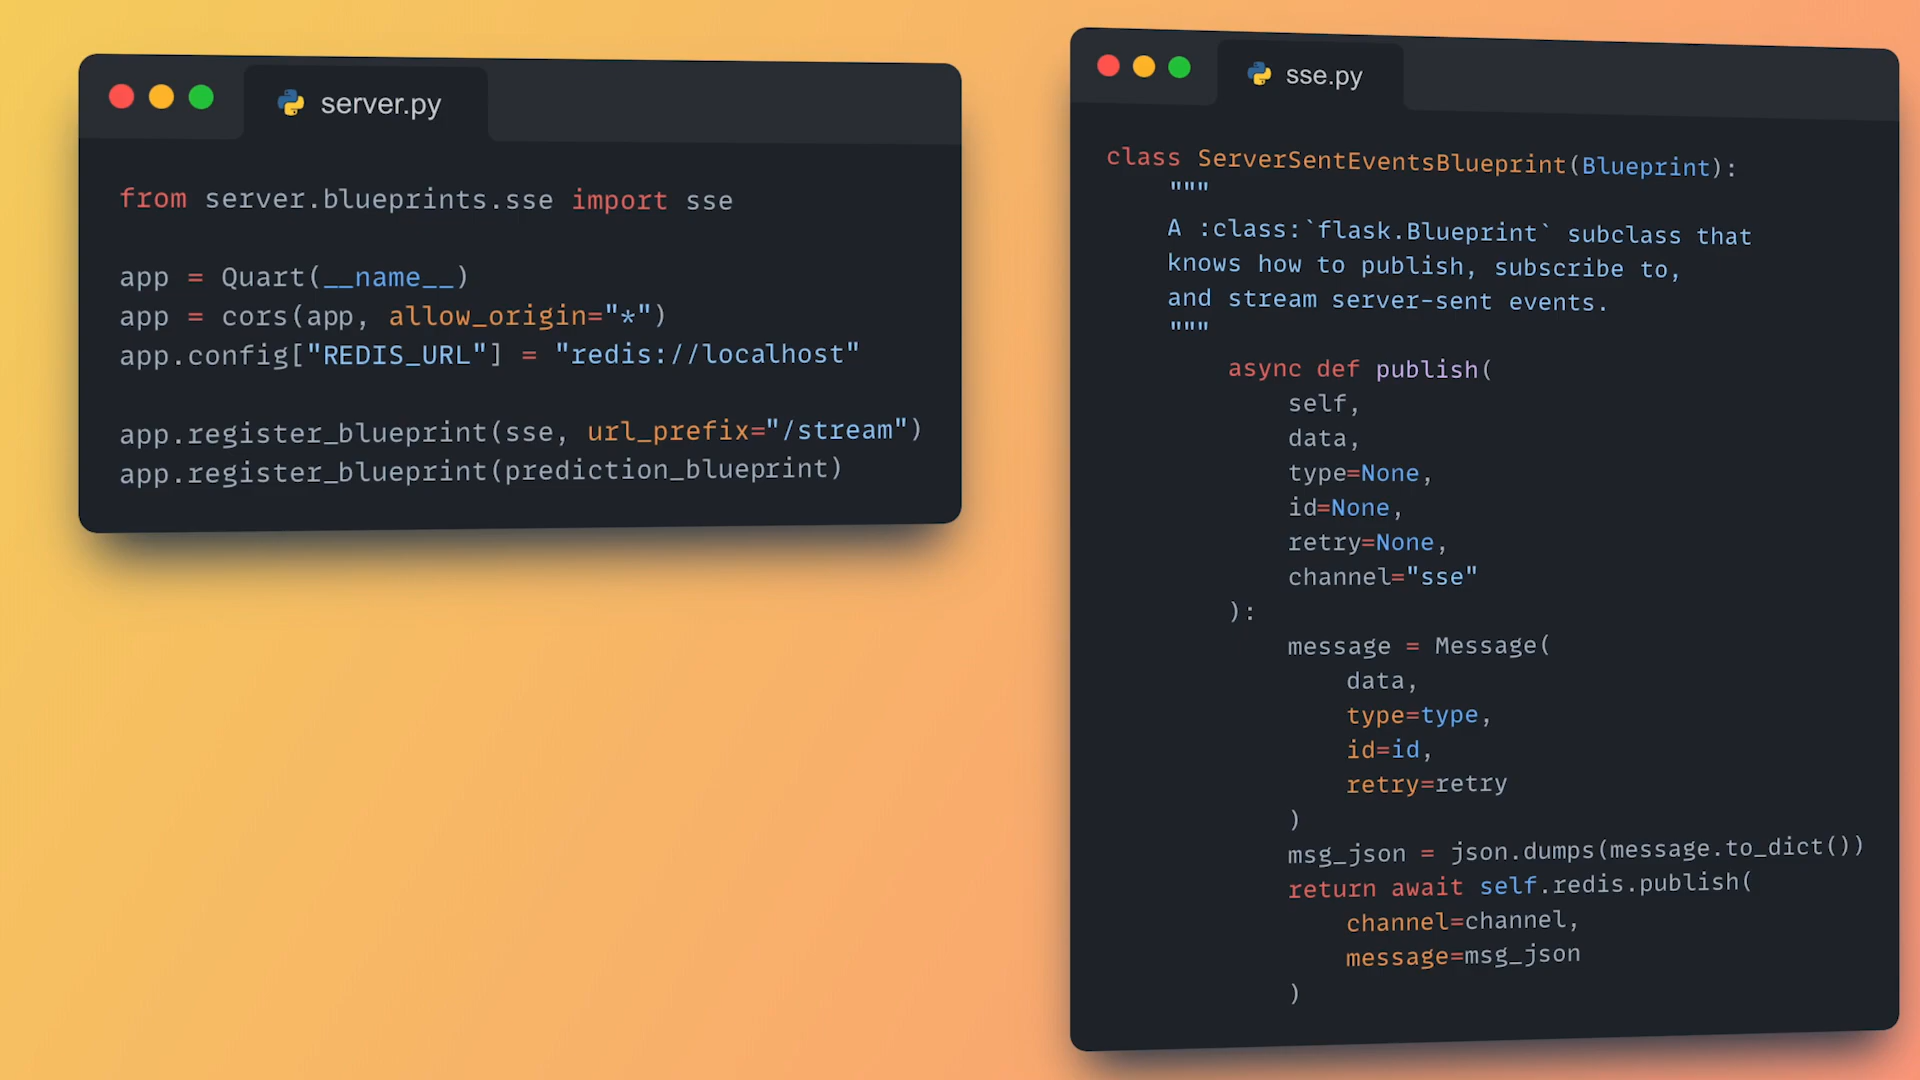 server.py
from server.blueprints.sse import sse
app = Quart(__name__)
app = cors(app, allow_origin="*")
app.config["REDIS_URL"] = "redis://localhost"
app.register_blueprint(sse, url_prefix="/stream")
app.register_blueprint(prediction_blueprint)
sse.py
class ServerSentEventsBlueprint(Blueprint):
"""
A :class:`flask.Blueprint` subclass that
knows how to publish, subscribe to,
and stream server-sent events.
"""
async def publish(
self,
data,
type=None,
id=None,
retry=None,
channel="sse"
):
message = Message(
data,
type=type,
id=id,
retry=retry
)
msg_json = json.dumps(message.to_dict())
return await self.redis.publish(
channel=channel,
message=msg_json
)